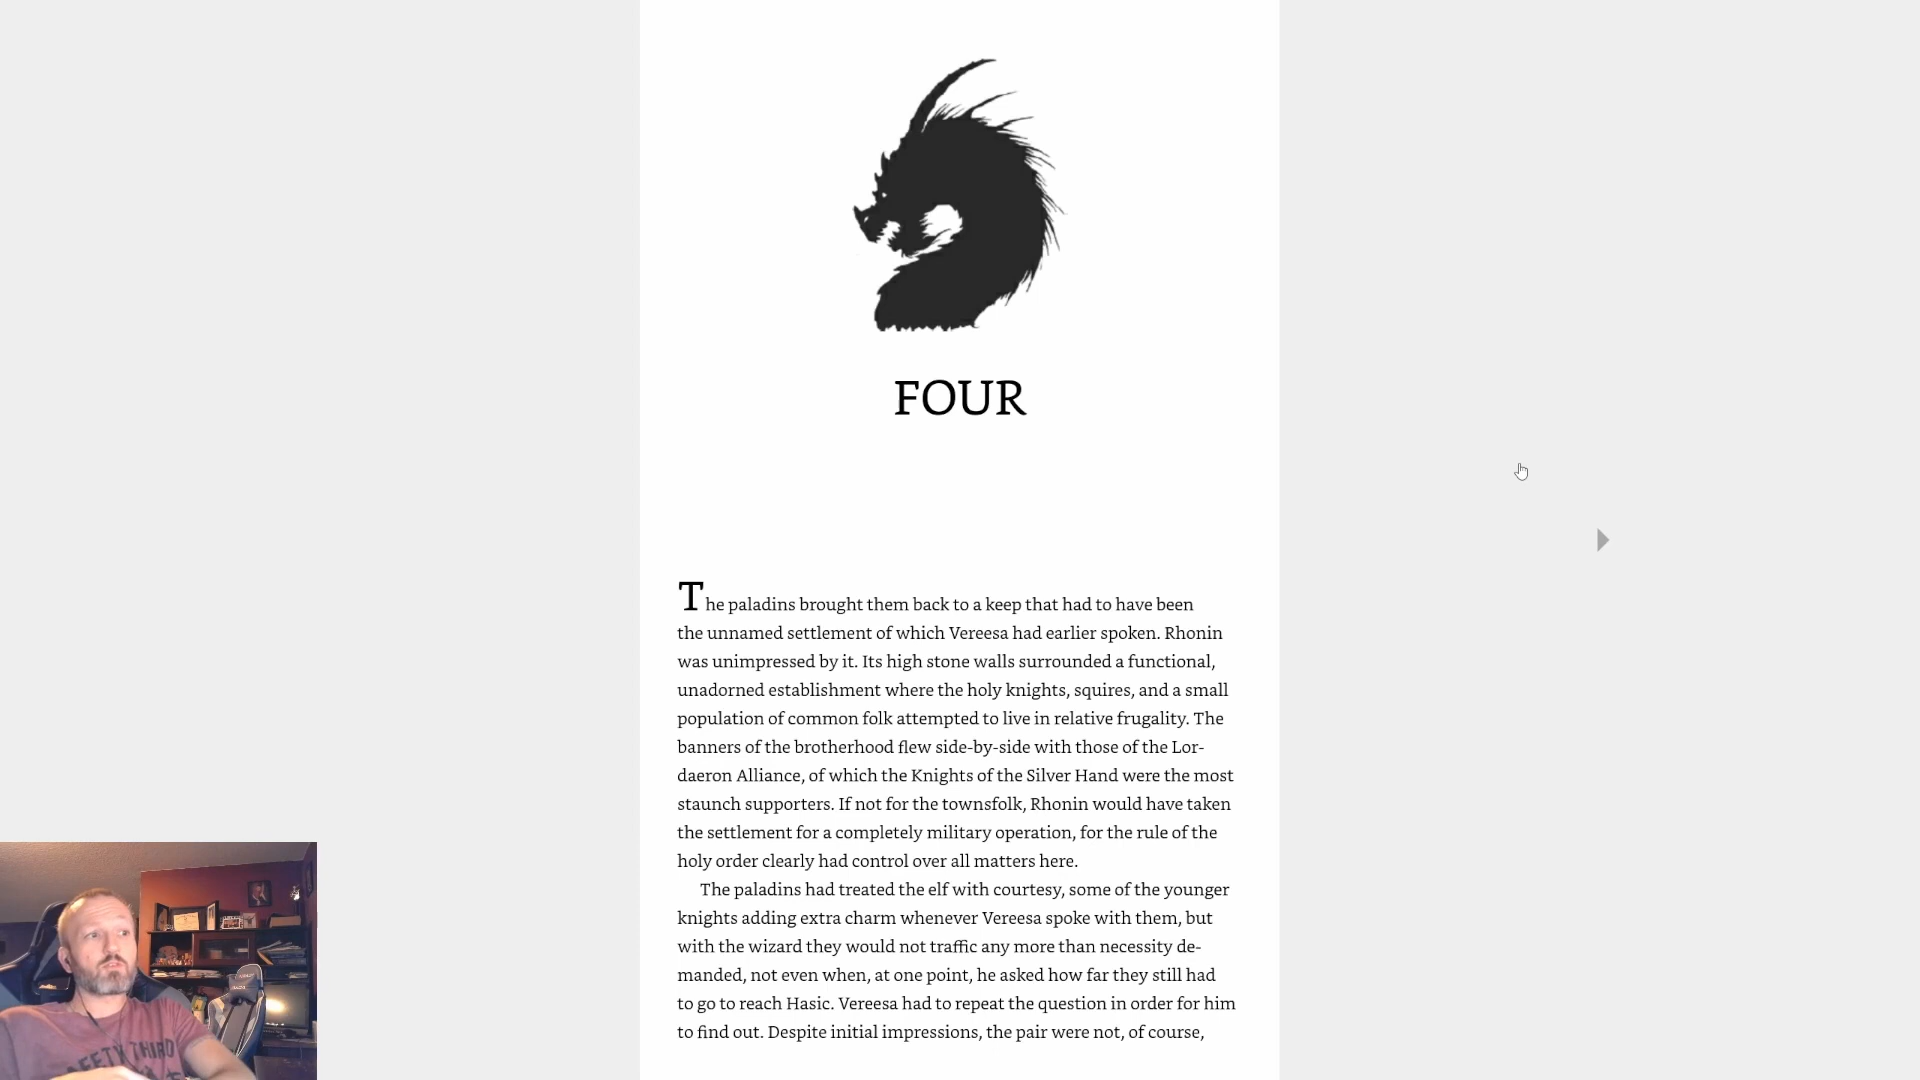 FOUR
The paladins brought them back to a keep that had to have been
the unnamed settlement of which Vereesa had earlier spoken. Rhonin
was unimpressed by it. Its high stone walls surrounded a functional,
unadorned establishment where the holy knights, squires, and a small
population of common folk attempted to live in relative frugality. The
banners of the brotherhood flew side-by-side with those of the Lor-
daeron Alliance, of which the Knights of the Silver Hand were the most
staunch supporters. If not for the townsfolk, Rhonin would have taken
the settlement for a completely military operation, for the rule of the
holy order clearly had control over all matters here.
The paladins had treated the elf with courtesy, some of the younger
knights adding extra charm whenever Vereesa spoke with them, but
with the wizard they would not traffic any more than necessity de-
manded, not even when, at one point, he asked how far they still had
to go to reach Hasic. Vereesa had to repeat the question in order for him
to find out. Despite initial impressions, the pair were not, of course,
THIRD